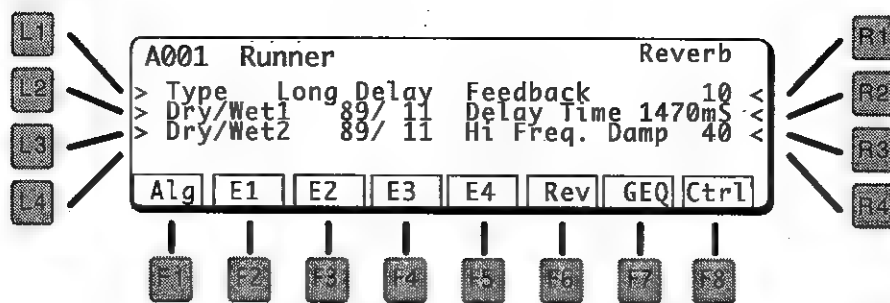 L1
R1
A001 Runner Reverb
L2
> Type Long Delay Feedback 10 <
R2
> Dry/Wet1 89/ 11 Delay Time 1470mS <
> Dry/Wet2 89/ 11 Hi Freq. Damp 40 <
L3
R3
L4
Alg E1 E2 E3 E4 Rev GEQ Ctrl
R4
F1 F2 F3 F4 F5 F6 F7 F8